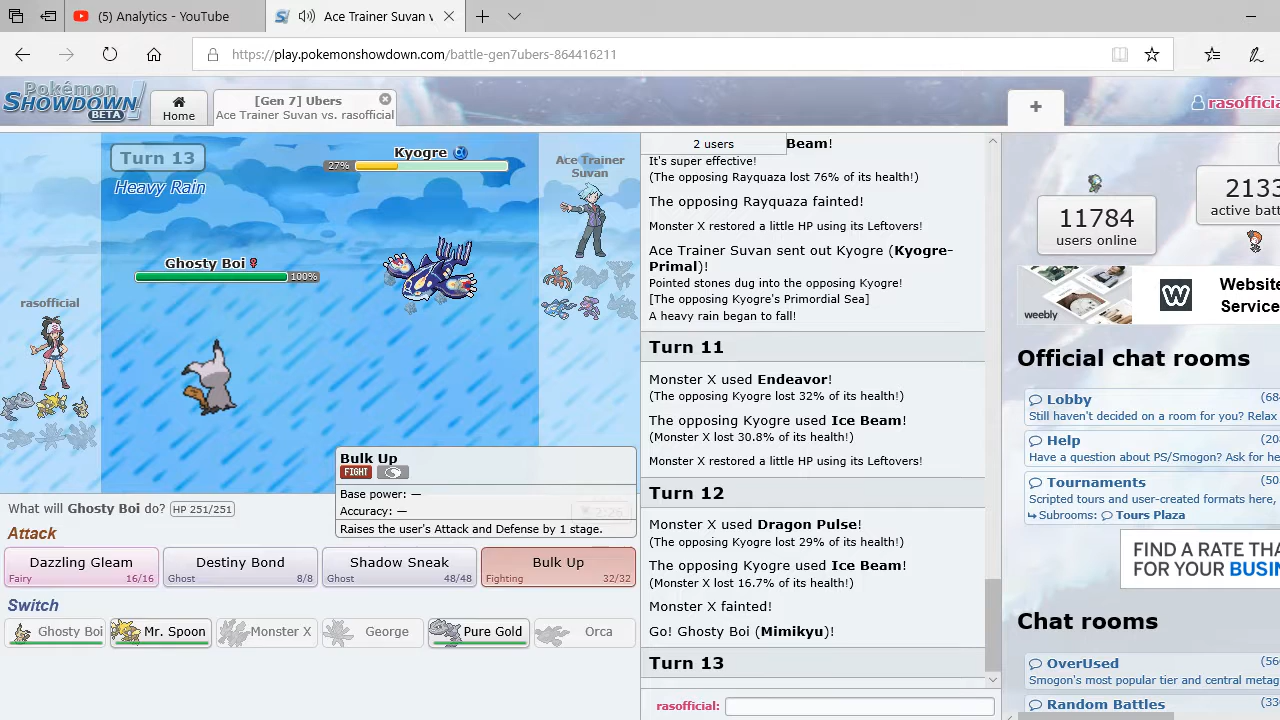 (5) Analytics - YouTube
Ace Trainer Suvan v
https://play.pokemonshowdown.com/battle-gen7ubers-864416211
Pokémon
SHOWDOWN!
BETA
Home
[Gen 7] Ubers
Ace Trainer Suvan vs. rasofficial
+
rasofficia
Turn 13
Heavy Rain
Kyogre
27%
Ace Trainer
Suvan
Ghosty Boi
100%
rasofficial
Bulk Up
FIGHT
Base power: —
Accuracy: —
Raises the user's Attack and Defense by 1 stage.
What will Ghosty Boi do? HP 251/251
2:26
Attack
Dazzling Gleam
Fairy 16/16
Destiny Bond
Ghost 8/8
Shadow Sneak
Ghost 48/48
Bulk Up
Fighting 32/32
Switch
Ghosty Boi
Mr. Spoon
Monster X
George
Pure Gold
Orca
2 users
Beam!
It's super effective!
(The opposing Rayquaza lost 76% of its health!)
The opposing Rayquaza fainted!
Monster X restored a little HP using its Leftovers!
Ace Trainer Suvan sent out Kyogre (Kyogre-
Primal)!
Pointed stones dug into the opposing Kyogre!
[The opposing Kyogre's Primordial Sea]
A heavy rain began to fall!
Turn 11
Monster X used Endeavor!
(The opposing Kyogre lost 32% of its health!)
The opposing Kyogre used Ice Beam!
(Monster X lost 30.8% of its health!)
Monster X restored a little HP using its Leftovers!
Turn 12
Monster X used Dragon Pulse!
(The opposing Kyogre lost 29% of its health!)
The opposing Kyogre used Ice Beam!
(Monster X lost 16.7% of its health!)
Monster X fainted!
Go! Ghosty Boi (Mimikyu)!
Turn 13
rasofficial:
11784
users online
2133
active batt
weebly
W
Website
Service
Official chat rooms
Lobby (684
Still haven't decided on a room for you? Relax
Help (208
Have a question about PS/Smogon? Ask for he
Tournaments (503
Scripted tours and user-created formats here,
↳ Subrooms: Tours Plaza
FIND A RATE THA
FOR YOUR BUSIN
Chat rooms
OverUsed (566
Smogon's most popular tier and central metag
Random Battles (33